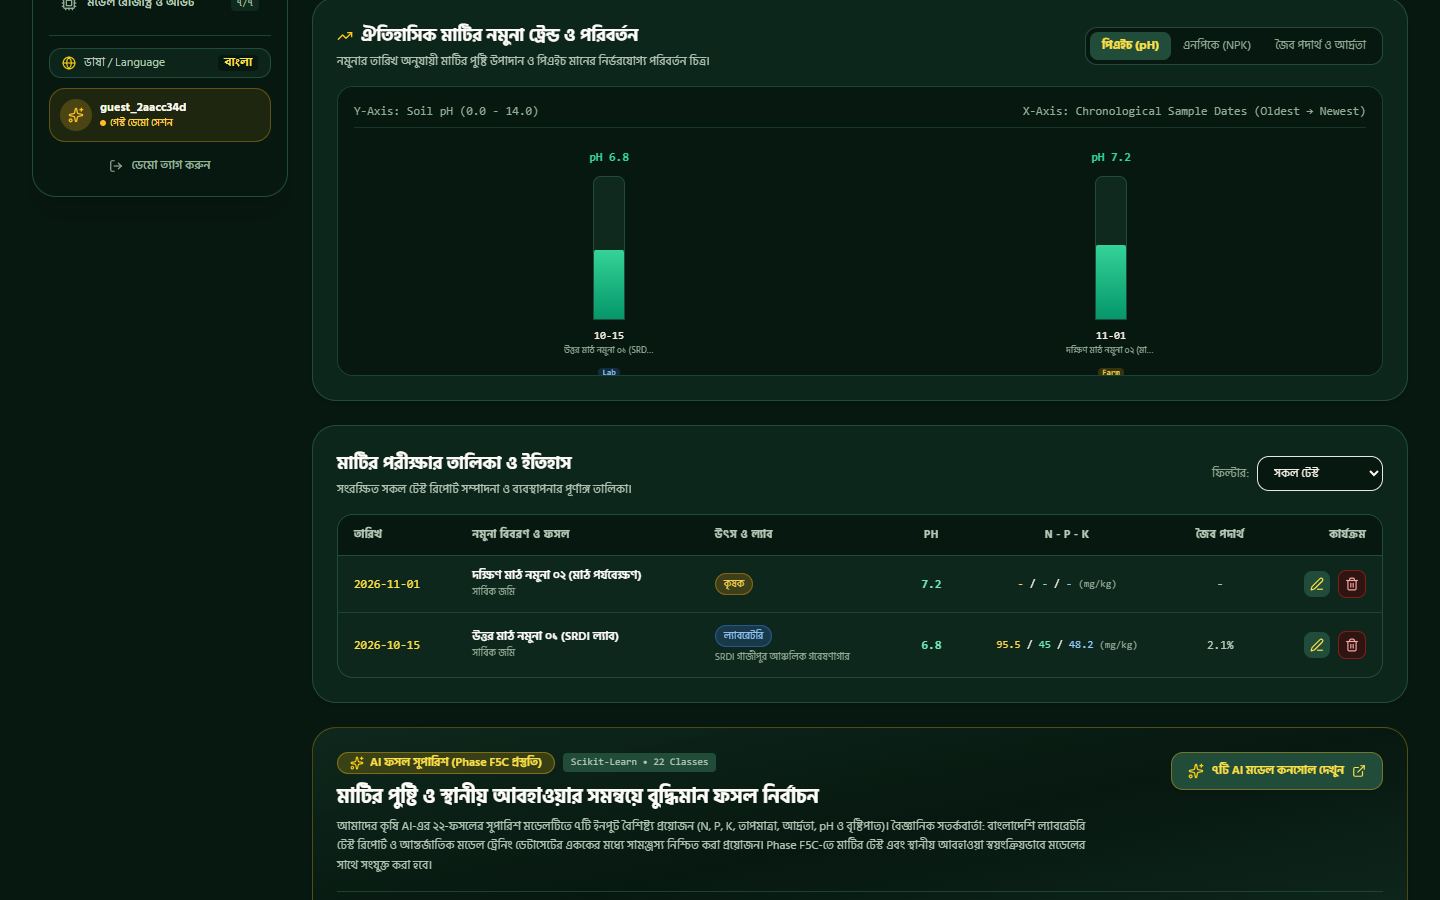 মডেল রেজিস্ট্রি ও অডিট
৭/৭
ভাষা / Language
বাংলা
guest_2aacc34d
গেস্ট ডেমো সেশন
ডেমো ত্যাগ করুন
ঐতিহাসিক মাটির নমুনা ট্রেন্ড ও পরিবর্তন
নমুনার তারিখ অনুযায়ী মাটির পুষ্টি উপাদান ও পিএইচ মানের নির্ভরযোগ্য পরিবর্তন চিত্র।
পিএইচ (pH)
এনপিকে (NPK)
জৈব পদার্থ ও আর্দ্রতা
Y-Axis: Soil pH (0.0 - 14.0)
X-Axis: Chronological Sample Dates (Oldest → Newest)
pH 6.8
pH 7.2
10-15
11-01
উত্তর মাঠ নমুনা ০১ (SRD...
দক্ষিণ মাঠ নমুনা ০২ (মা...
Lab
Farm
মাটির পরীক্ষার তালিকা ও ইতিহাস
সংরক্ষিত সকল টেস্ট রিপোর্ট সম্পাদনা ও ব্যবস্থাপনার পূর্ণাঙ্গ তালিকা।
ফিল্টার:
সকল টেস্ট
তারিখ
নমুনা বিবরণ ও ফসল
উৎস ও ল্যাব
PH
N - P - K
জৈব পদার্থ
কার্যক্রম
2026-11-01
দক্ষিণ মাঠ নমুনা ০২ (মাঠ পর্যবেক্ষণ)
সার্বিক জমি
কৃষক
7.2
- / - / - (mg/kg)
-
2026-10-15
উত্তর মাঠ নমুনা ০১ (SRDI ল্যাব)
সার্বিক জমি
ল্যাবরেটরি
SRDI গাজীপুর আঞ্চলিক গবেষণাগার
6.8
95.5 / 45 / 48.2 (mg/kg)
2.1%
AI ফসল সুপারিশ (Phase F5C প্রস্তুতি)
Scikit-Learn • 22 Classes
৭টি AI মডেল কনসোল দেখুন
মাটির পুষ্টি ও স্থানীয় আবহাওয়ার সমন্বয়ে বুদ্ধিমান ফসল নির্বাচন
আমাদের কৃষি AI-এর ২২-ফসলের সুপারিশ মডেলটিতে ৭টি ইনপুট বৈশিষ্ট্য প্রয়োজন (N, P, K, তাপমাত্রা, আর্দ্রতা, pH ও বৃষ্টিপাত)। বৈজ্ঞানিক সতর্কবার্তা: বাংলাদেশি ল্যাবরেটরি
টেস্ট রিপোর্ট ও আন্তর্জাতিক মডেল ট্রেনিং ডেটাসেটের এককের মধ্যে সামঞ্জস্য নিশ্চিত করা প্রয়োজন। Phase F5C-তে মাটির টেস্ট এবং স্থানীয় আবহাওয়া স্বয়ংক্রিয়ভাবে মডেলের
সাথে সংযুক্ত করা হবে।